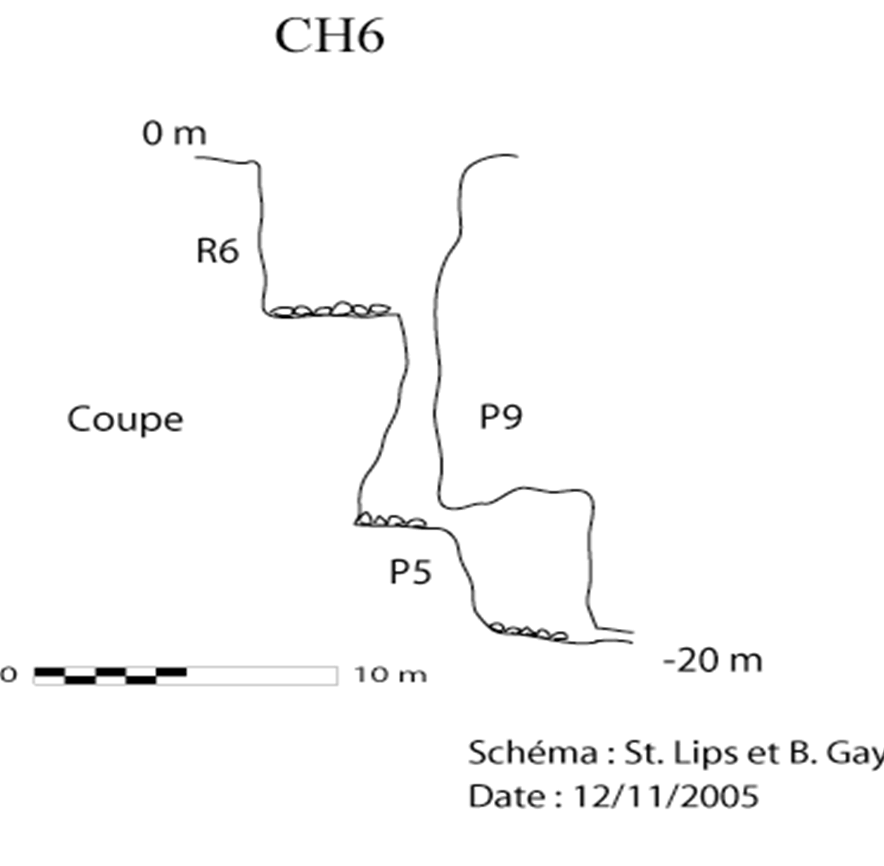 CH6
0 m
R6
Coupe
P9
P5
0
10 m
-20 m
Schéma : St. Lips et B. Gay
Date : 12/11/2005